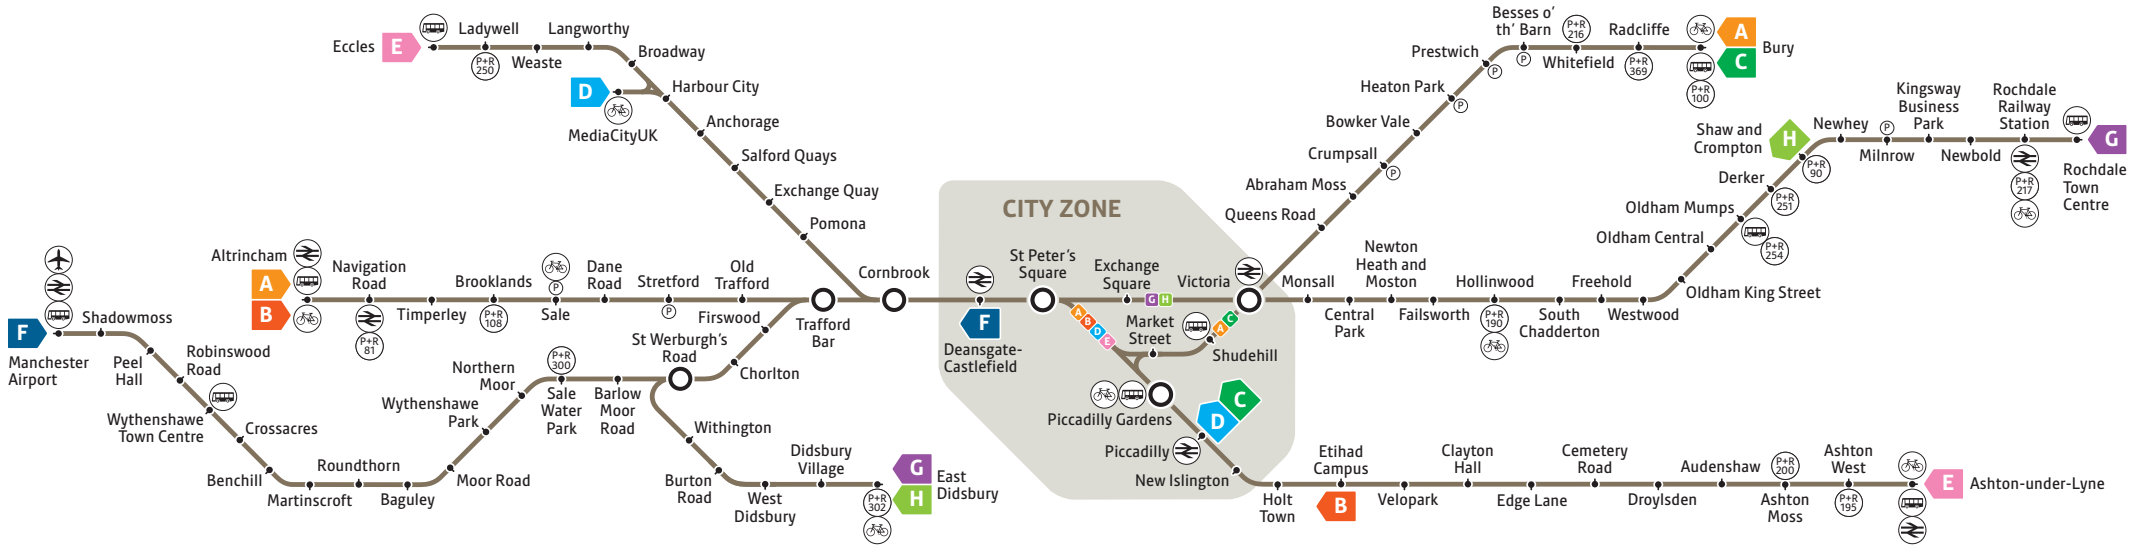 Eccles
E
Ladywell
P+R
250
Weaste
Langworthy
Broadway
D
MediaCityUK
Harbour City
Anchorage
Salford Quays
Exchange Quay
Pomona
Cornbrook
Altrincham
A
B
Navigation
Road
P+R
81
Timperley
Brooklands
P+R
108
P
Sale
Dane
Road
Stretford
P
Old
Trafford
Trafford
Bar
Firswood
Chorlton
St Werburgh's
Road
F
Manchester
Airport
Shadowmoss
Peel
Hall
Robinswood
Road
Wythenshawe
Town Centre
Crossacres
Benchill
Martinscroft
Roundthorn
Baguley
Moor Road
Wythenshawe
Park
Northern
Moor
P+R
300
Sale
Water
Park
Barlow
Moor
Road
Withington
Burton
Road
West
Didsbury
Didsbury
Village
P+R
302
G
H
East
Didsbury
CITY ZONE
F
Deansgate-
Castlefield
St Peter's
Square
Exchange
Square
G H
Victoria
A
B
D
E
Market
Street
A
C
Shudehill
Piccadilly Gardens
C
D
Piccadilly
New Islington
Holt
Town
Etihad
Campus
B
Velopark
Clayton
Hall
Edge Lane
Cemetery
Road
Droylsden
Audenshaw
P+R
200
Ashton
Moss
Ashton
West
P+R
195
E
Ashton-under-Lyne
Queens Road
Abraham Moss
Crumpsall
P
Bowker Vale
Heaton Park
P
Prestwich
P
Besses o'
th' Barn
P
P+R
216
Whitefield
Radcliffe
P+R
369
P+R
100
A
C
Bury
Monsall
Central
Park
Newton
Heath and
Moston
Failsworth
Hollinwood
P+R
190
South
Chadderton
Freehold
Westwood
Oldham King Street
Oldham Central
Oldham Mumps
P+R
254
Derker
P+R
251
Shaw and
Crompton
H
P+R
90
Newhey
P
Milnrow
Kingsway
Business
Park
Newbold
Rochdale
Railway
Station
P+R
217
G
Rochdale
Town
Centre